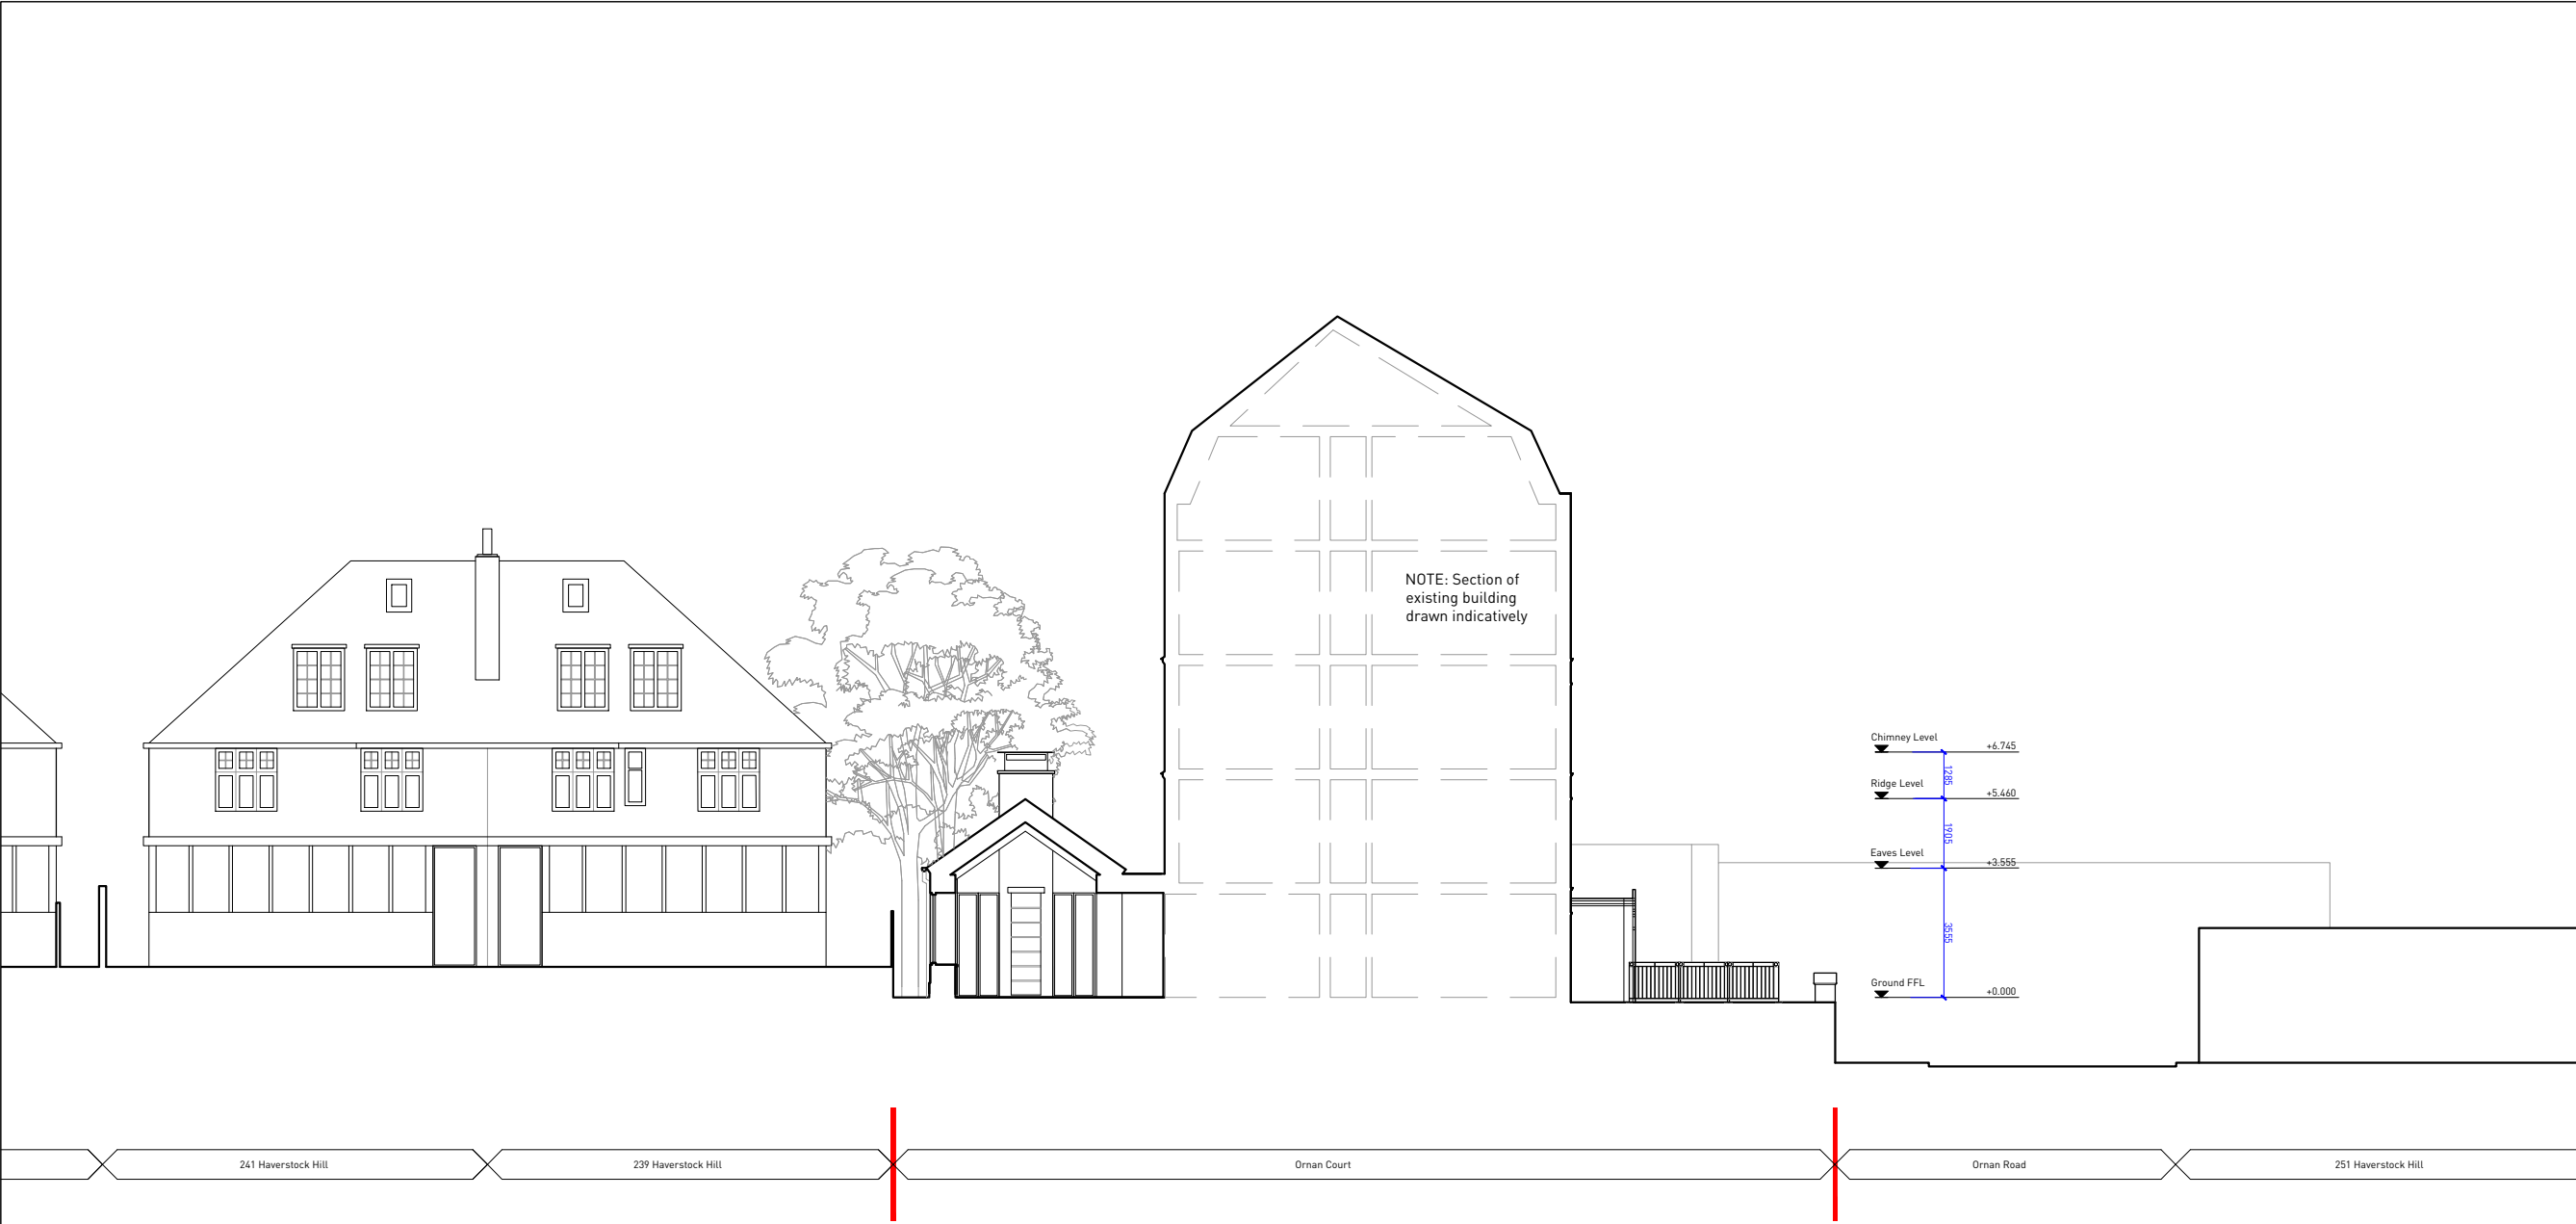 NOTE: Section of
existing building
drawn indicatively
Chimney Level
+6.745
1285
Ridge Level
+5.460
1905
Eaves Level
+3.555
3555
Ground FFL
+0.000
241 Haverstock Hill
239 Haverstock Hill
Ornan Court
Ornan Road
251 Haverstock Hill